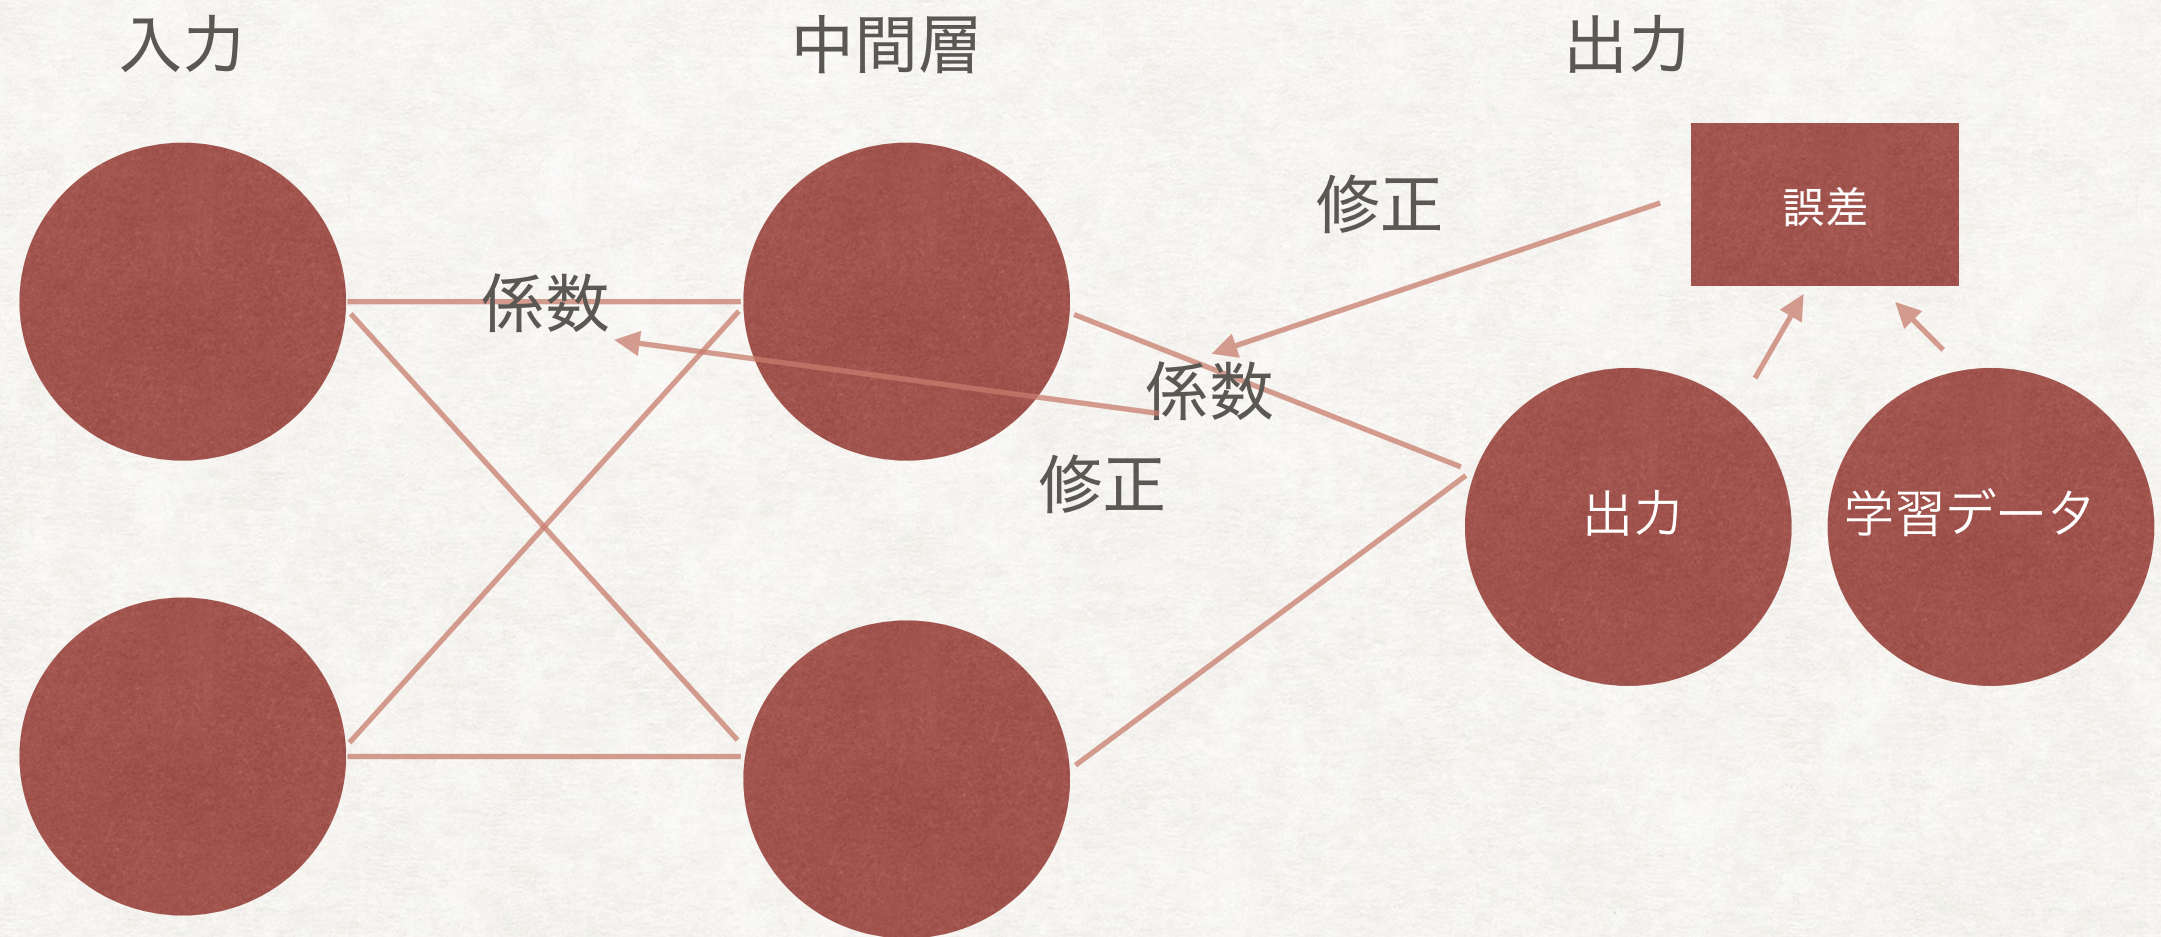 入力
中間層
出力
修正
誤差
係数
係数
修正
出力
学習データ